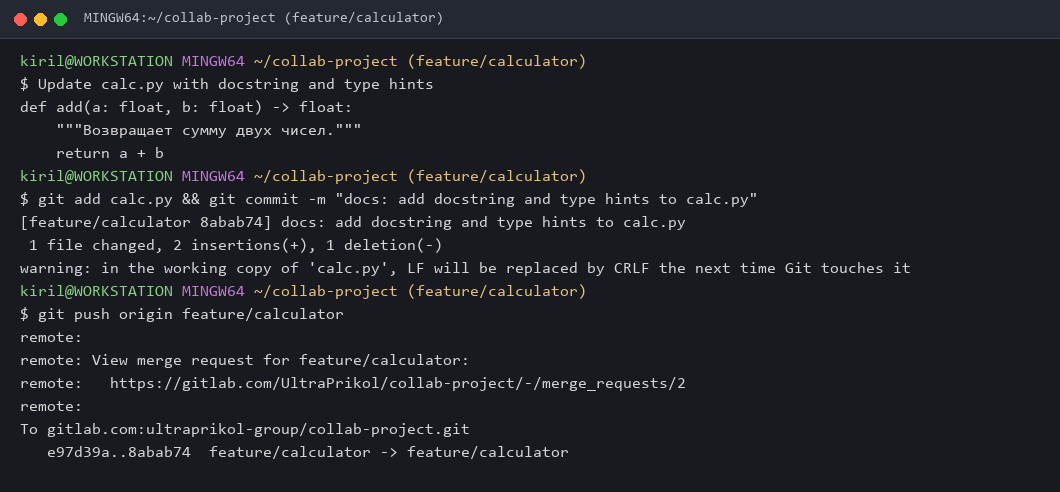 MINGW64:~/collab-project (feature/calculator)
kiril@WORKSTATION MINGW64 ~/collab-project (feature/calculator)
$ Update calc.py with docstring and type hints
def add(a: float, b: float) -> float:
    """Возвращает сумму двух чисел."""
    return a + b
kiril@WORKSTATION MINGW64 ~/collab-project (feature/calculator)
$ git add calc.py && git commit -m "docs: add docstring and type hints to calc.py"
[feature/calculator 8abab74] docs: add docstring and type hints to calc.py
 1 file changed, 2 insertions(+), 1 deletion(-)
warning: in the working copy of 'calc.py', LF will be replaced by CRLF the next time Git touches it
kiril@WORKSTATION MINGW64 ~/collab-project (feature/calculator)
$ git push origin feature/calculator
remote:
remote: View merge request for feature/calculator:
remote:   https://gitlab.com/UltraPrikol/collab-project/-/merge_requests/2
remote:
To gitlab.com:ultraprikol-group/collab-project.git
   e97d39a..8abab74  feature/calculator -> feature/calculator